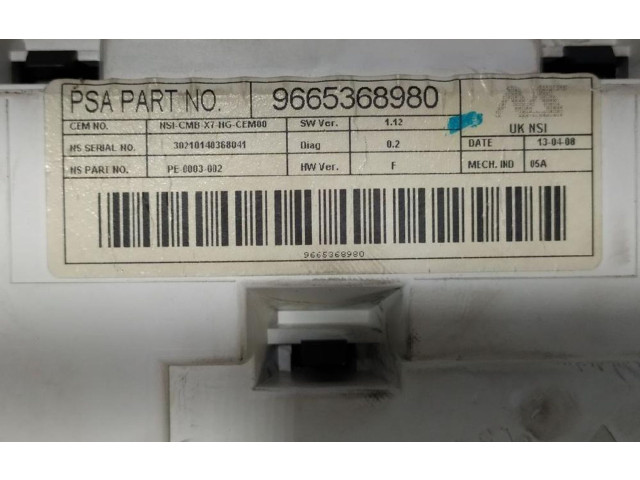 PSA PART NO. 9665368980
CEM NO. NSI-CMB-X7-HG-CEM00 SW Ver. 1.12 UK NSI
NS SERIAL NO. 30210140368041 Diag 0.2 DATE 13-04-08
NS PART NO. PE-0003-002 HW Ver. F MECH. IND 05A
9665368980